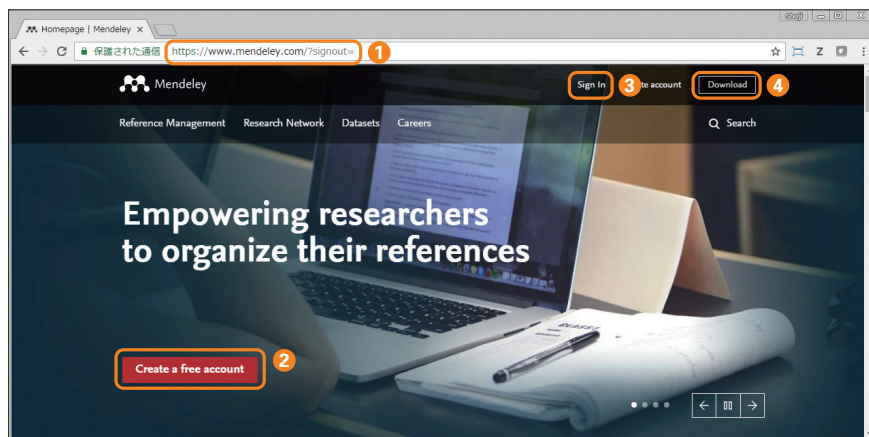 Homepage | Mendeley
保護された通信 https://www.mendeley.com/?signout= 1
Z
Mendeley
Sign In 3 te account Download 4
Reference Management Research Network Datasets Careers Search
Empowering researchers
to organize their references
Create a free account 2